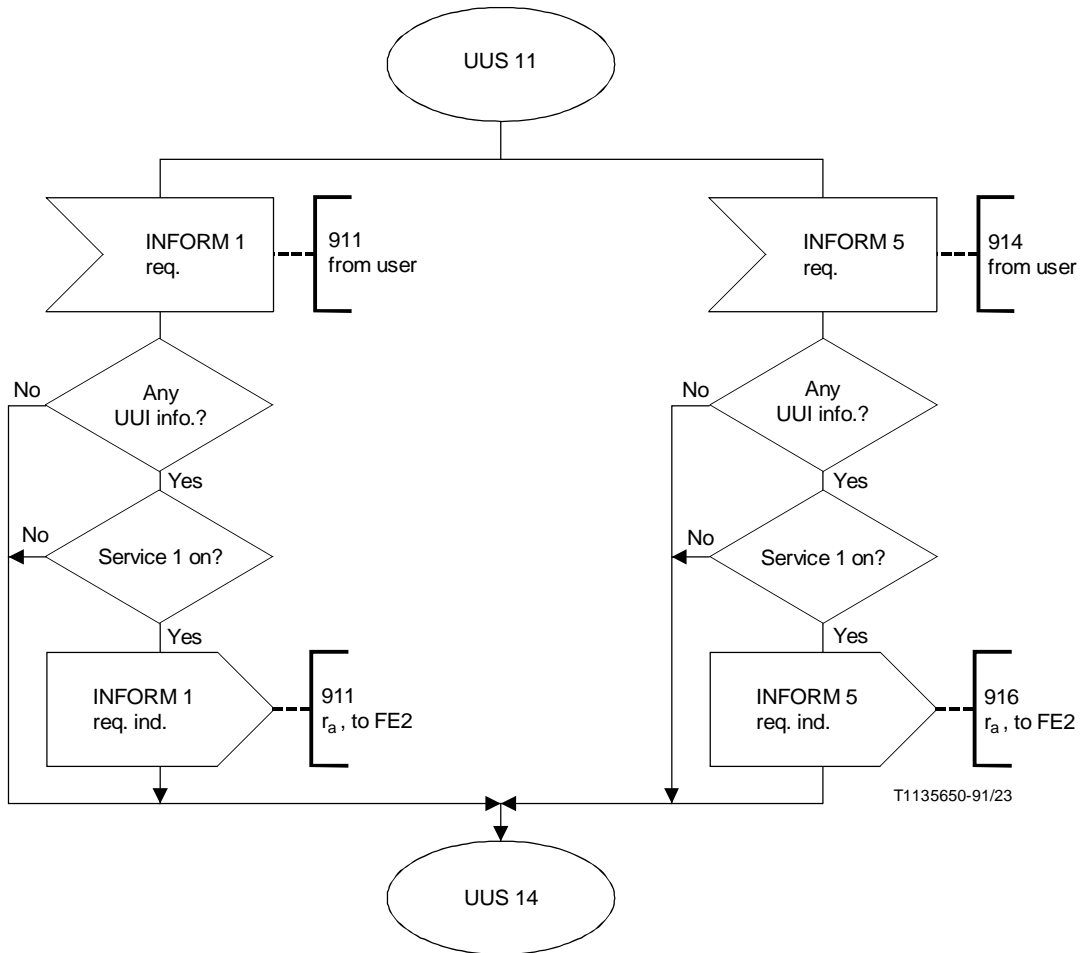 UUS 11
INFORM 1
req.
911
from user
INFORM 5
req.
914
from user
No
Any
UUI info.?
Yes
No
Any
UUI info.?
Yes
No
Service 1 on?
Yes
No
Service 1 on?
Yes
INFORM 1
req. ind.
911
ra , to FE2
INFORM 5
req. ind.
916
ra , to FE2
T1135650-91/23
UUS 14